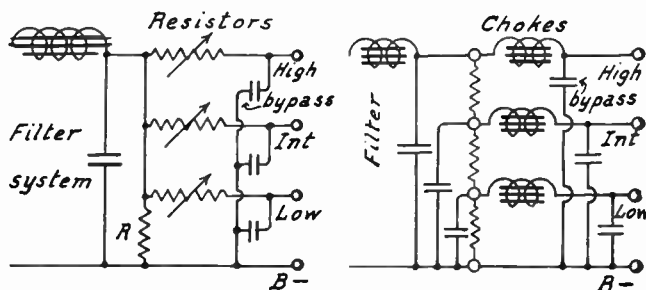 Resistors
High
bypass
Filter
system
Int
Low
R
B-
Chokes
High
bypass
Filter
Int
Low
B-